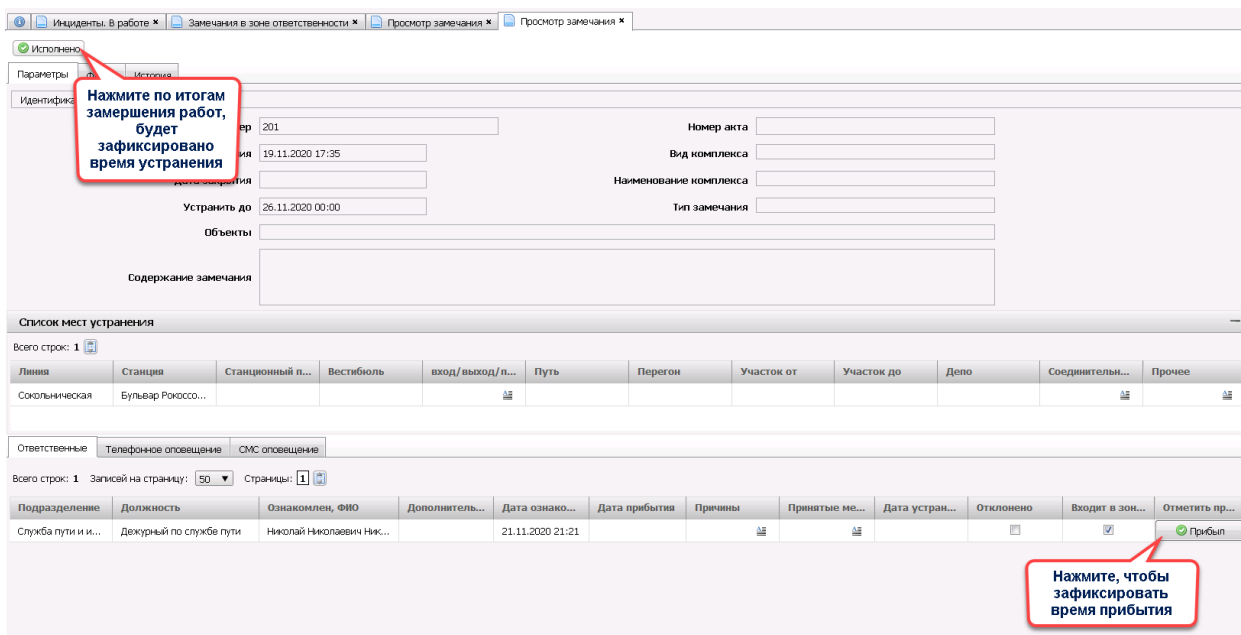 Инциденты. В работе × Замечания в зоне ответственности × Просмотр замечания × Просмотр замечания ×
Исполнено
Параметры История
Идентифика
Нажмите по итогам
замершения работ,
будет
зафиксировано
время устранения
ер 201 Номер акта
ия 19.11.2020 17:35 Вид комплекса
Дата закрытия Наименование комплекса
Устранить до 26.11.2020 00:00 Тип замечания
Объекты
Содержание замечания
Список мест устранения
Всего строк: 1
Линия Станция Станционный п... Вестибюль вход/выход/п... Путь Перегон Участок от Участок до Депо Соединительн... Прочее
Сокольническая Бульвар Рокоссо...
Ответственные Телефонное оповещение СМС оповещение
Всего строк: 1 Записей на страницу: 50 Страницы: 1
Подразделение Должность Ознакомлен, ФИО Дополнитель... Дата ознако... Дата прибытия Причины Принятые ме... Дата устран... Отклонено Входит в зон... Отметить пр...
Служба пути и и... Дежурный по службе пути Николай Николаевич Ник... 21.11.2020 21:21 Прибыл
Нажмите, чтобы
зафиксировать
время прибытия